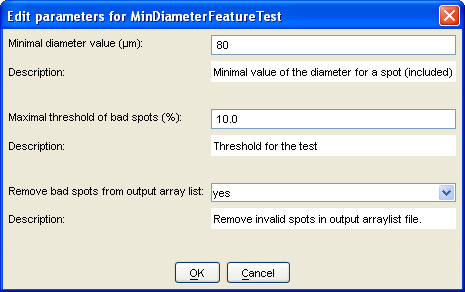 Edit parameters for MinDiameterFeatureTest
Minimal diameter value (µm): 80
Description: Minimal value of the diameter for a spot (included)
Maximal threshold of bad spots (%): 10.0
Description: Threshold for the test
Remove bad spots from output array list: yes
Description: Remove invalid spots in output arraylist file.
OK Cancel